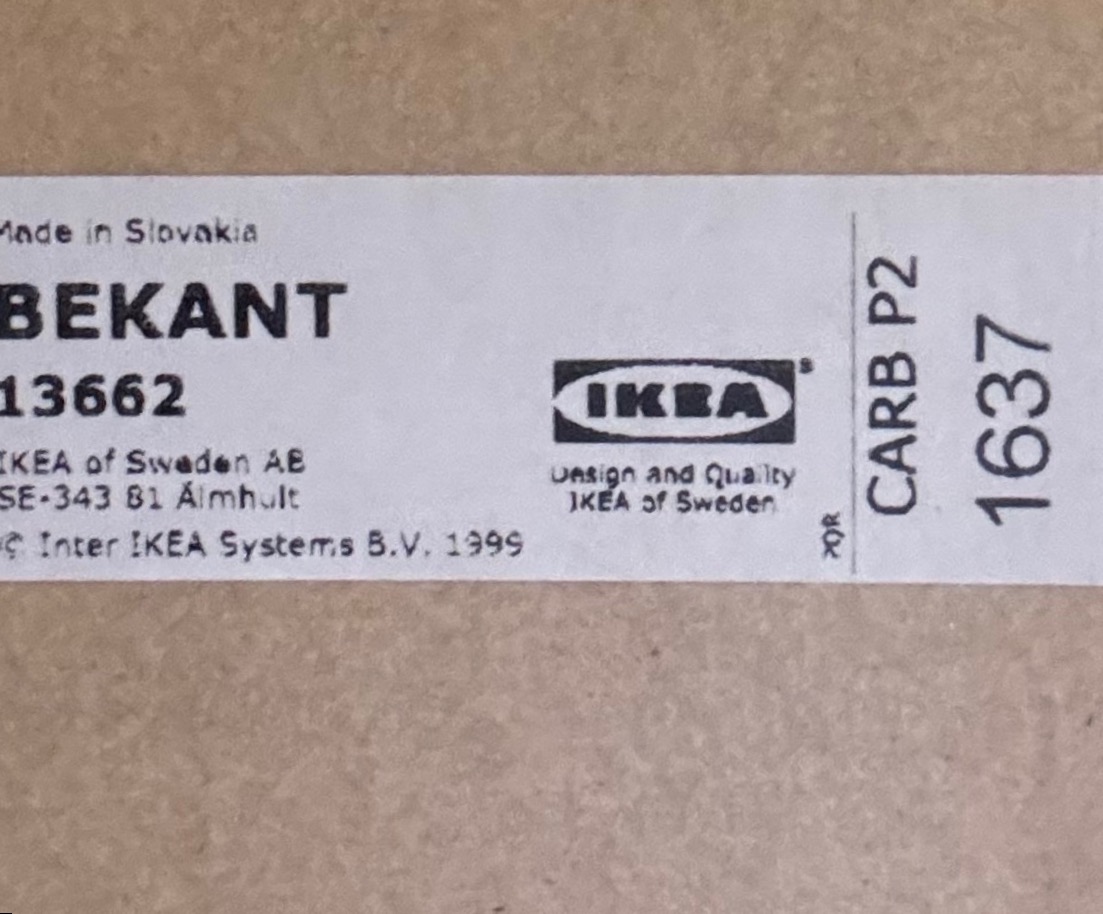 Made in Slovakia
BEKANT
13662
IKEA of Sweden AB
SE-343 81 Älmhult
© Inter IKEA Systems B.V. 1999
IKEA
®
Design and Quality
IKEA of Sweden
CARB P2
1637